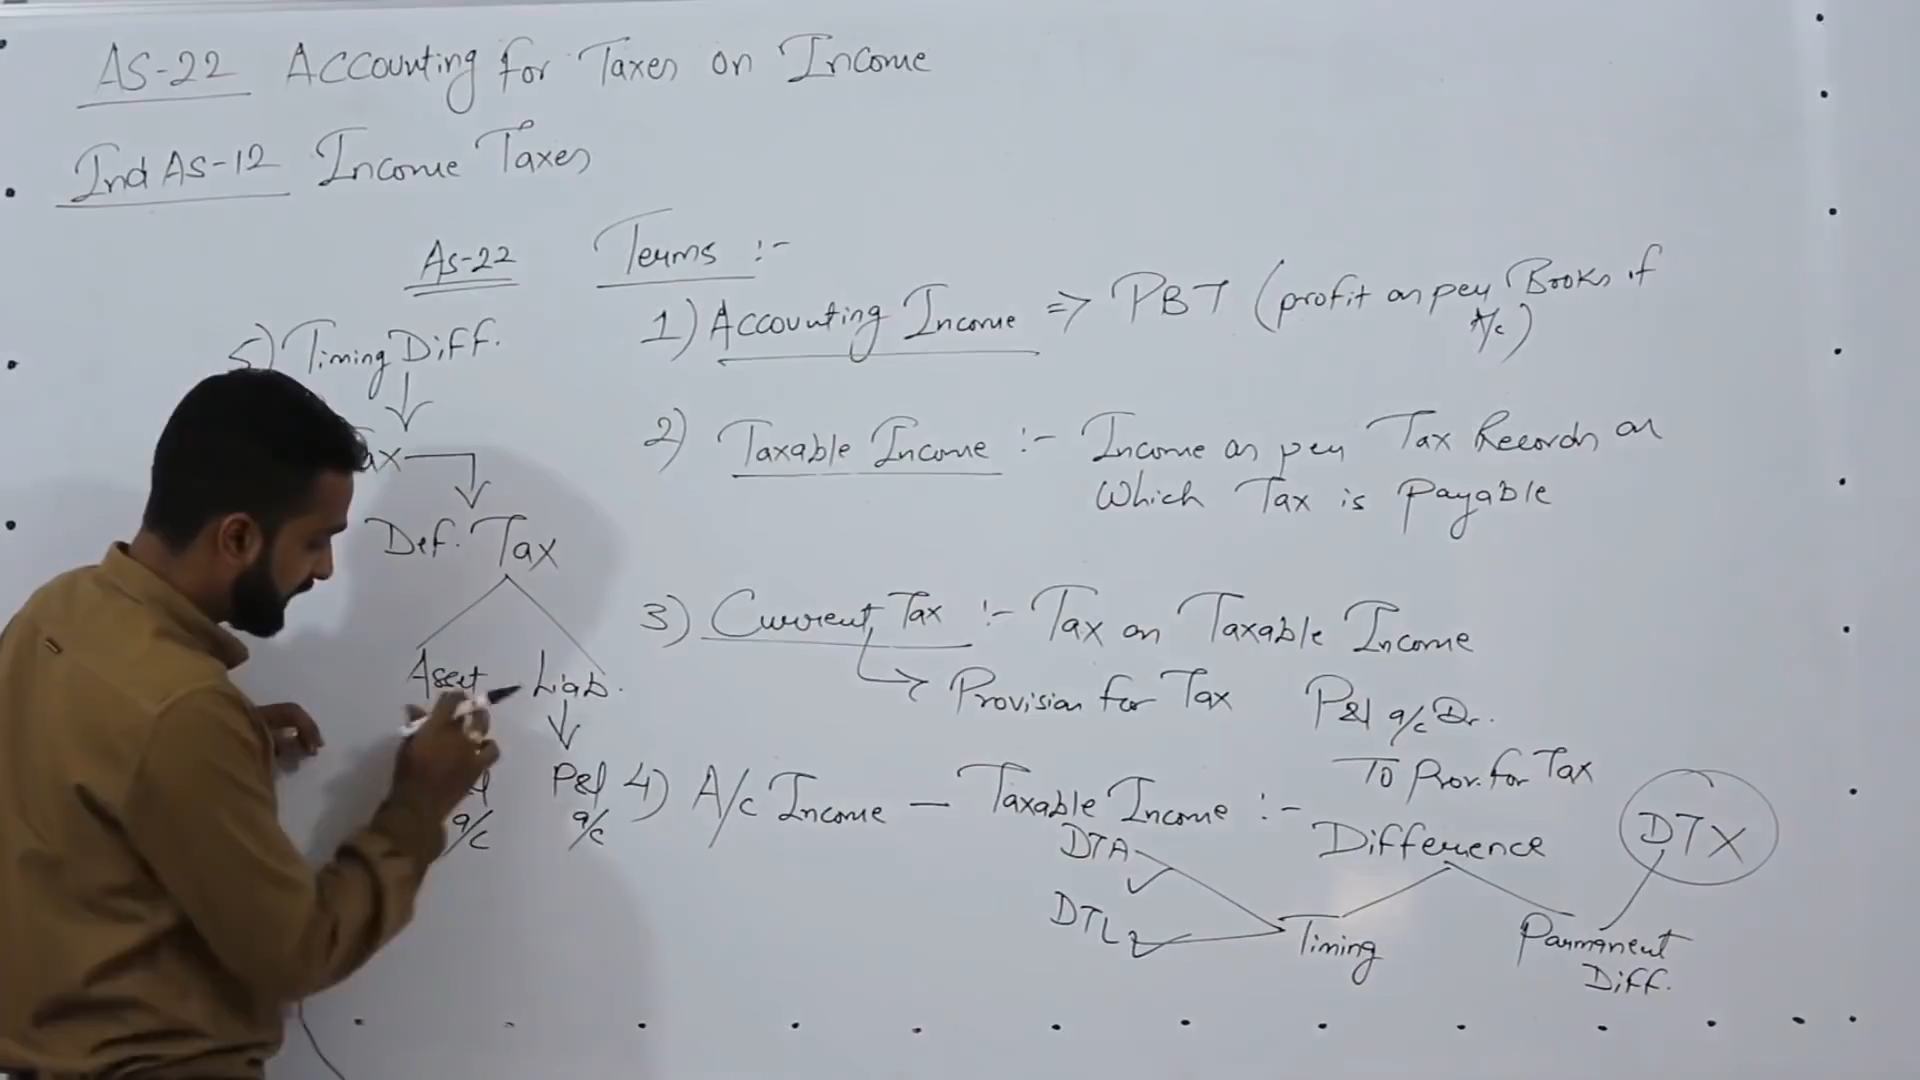 AS-22 Accounting for Taxes on Income
Ind AS-12 Income Taxes
As-22
5) Timing Diff.
Tax
Def. Tax
Asset Liab.
P&l
a/c
a/c
Terms :-
1) Accounting Income => PBT (profit as per Books if
A/c)
2) Taxable Income :- Income as per Tax Records on
Which Tax is Payable
3) Current Tax :- Tax on Taxable Income
Provision for Tax P&l a/c Dr.
To Prov. for Tax
4) A/c Income — Taxable Income :- Difference
DTA
DTL
Timing
Parmanent
Diff.
DTX